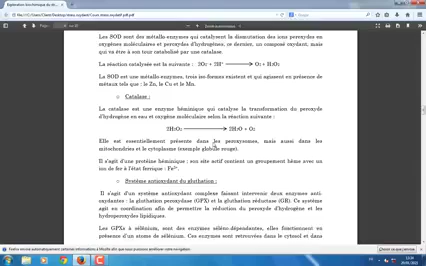 Les SOD sont des métallo-enzymes qui catalysent la dismutation des ions peroxydes en
oxygènes moléculaires et peroxydes d'hydrogènes, ce dernier, un composé oxydant, mais
qui va être à son tour catabolisé par une catalase.
La réaction catalysée est la suivante : 2O₂ + 2H⁺ O₂ + H₂O₂
La SOD est une métallo-enzymes, trois iso-formes existent et qui agissent en présence de
métaux tels que : le Zn, le Cu et le Mn.
○ Catalase :
La catalase est une enzyme héminique qui catalyse la transformation du peroxyde
d'hydrogène en eau et oxygène moléculaire selon la réaction suivante :
2H₂O₂ 2H₂O + O₂
Elle est essentiellement présente dans les peroxysomes, mais aussi dans les
mitochondries et le cytoplasme (exemple globule rouge).
Il s'agit d'une protéine héminique : son site actif contient un groupement hème avec un
ion de fer à l'état ferrique : Fe³⁺.
○ Système antioxydant du gluthation :
Il s'agit d'un système antioxydant complexe faisant intervenir deux enzymes anti-
oxydantes : la gluthation peroxydase (GPX) et la gluthation réductase (GR). Ce système
agit en coordination afin de permettre la réduction du peroxyde d'hydrogène et les
hydroperoxydes lipidiques.
Les GPXs à sélénium, sont des enzymes séléno-dépendantes, elles fonctionnent en
présence d'un atome de sélénium. Ces enzymes sont retrouvées dans le cytosol et dans